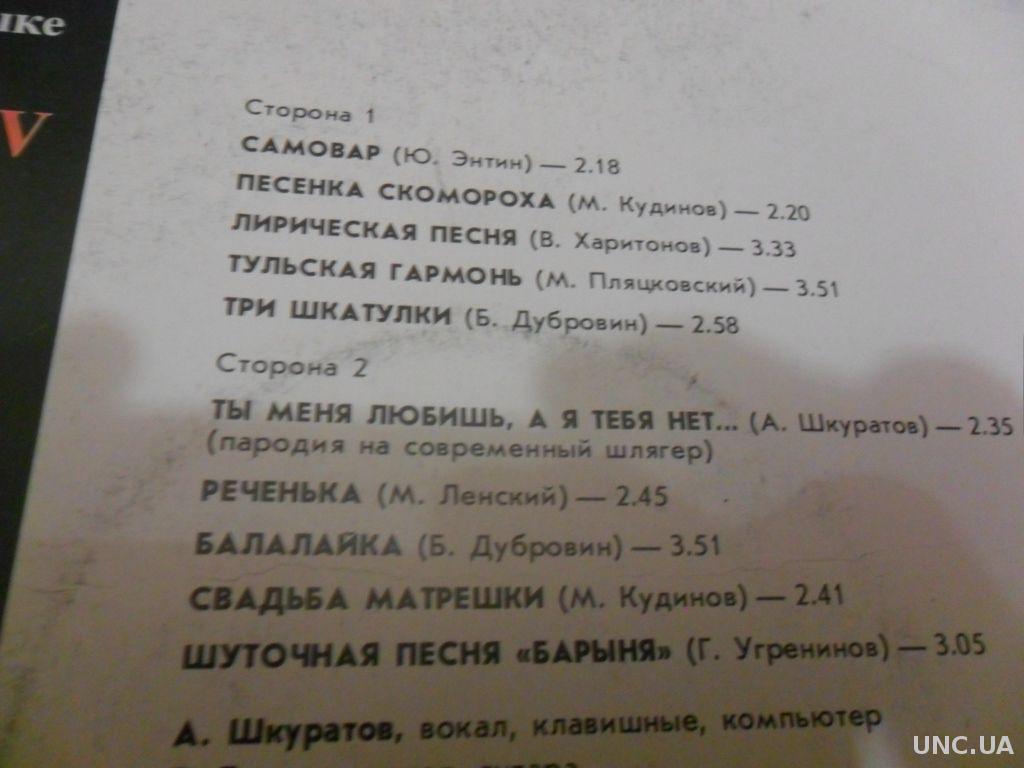 V
Сторона 1
САМОВАР (Ю. Энтин) — 2.18
ПЕСЕНКА СКОМОРОХА (М. Кудинов) — 2.20
ЛИРИЧЕСКАЯ ПЕСНЯ (В. Харитонов) — 3.33
ТУЛЬСКАЯ ГАРМОНЬ (М. Пляцковский) — 3.51
ТРИ ШКАТУЛКИ (Б. Дубровин) — 2.58
Сторона 2
ТЫ МЕНЯ ЛЮБИШЬ, А Я ТЕБЯ НЕТ... (А. Шкуратов) — 2.35
(пародия на современный шлягер)
РЕЧЕНЬКА (М. Ленский) — 2.45
БАЛАЛАЙКА (Б. Дубровин) — 3.51
СВАДЬБА МАТРЕШКИ (М. Кудинов) — 2.41
ШУТОЧНАЯ ПЕСНЯ «БАРЫНЯ» (Г. Угренинов) — 3.05
А. Шкуратов, вокал, клавишные, компьютер
UNC.UA